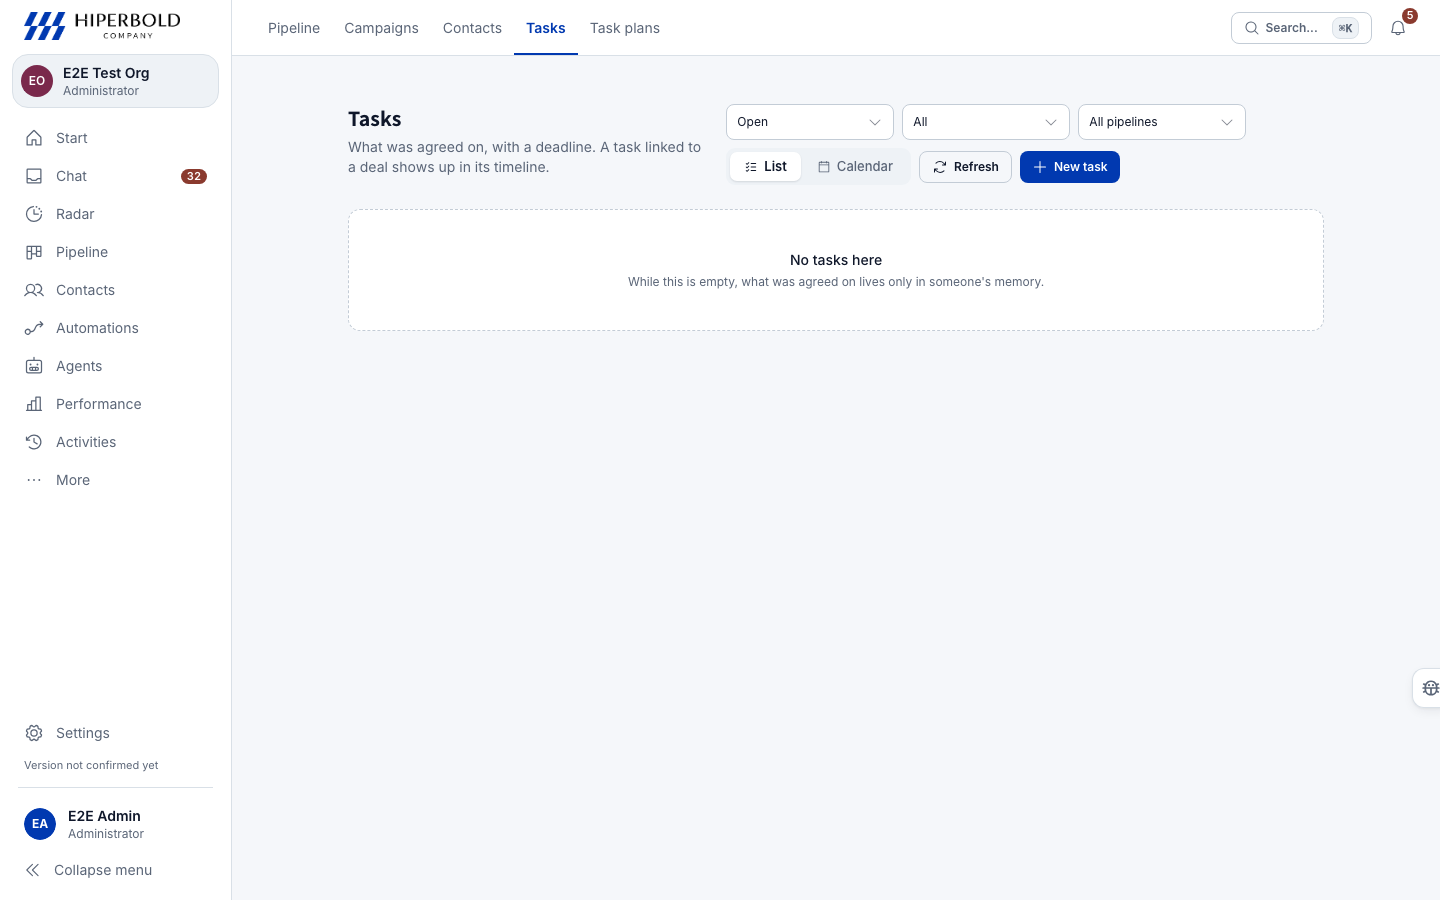 HIPERBOLD
COMPANY
EO
E2E Test Org
Administrator
Start
Chat
32
Radar
Pipeline
Contacts
Automations
Agents
Performance
Activities
More
Settings
Version not confirmed yet
EA
E2E Admin
Administrator
Collapse menu
Pipeline
Campaigns
Contacts
Tasks
Task plans
Search...
⌘K
5
Tasks
What was agreed on, with a deadline. A task linked to
a deal shows up in its timeline.
Open
All
All pipelines
List
Calendar
Refresh
New task
No tasks here
While this is empty, what was agreed on lives only in someone's memory.